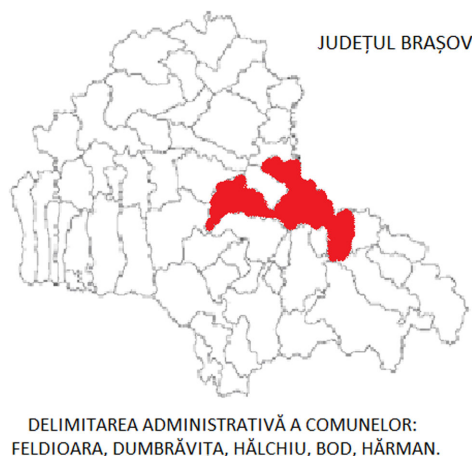 JUDEȚUL BRAȘOV
DELIMITAREA ADMINISTRATIVĂ A COMUNELOR:
FELDIOARA, DUMBRĂVITA, HĂLCHIU, BOD, HĂRMAN.